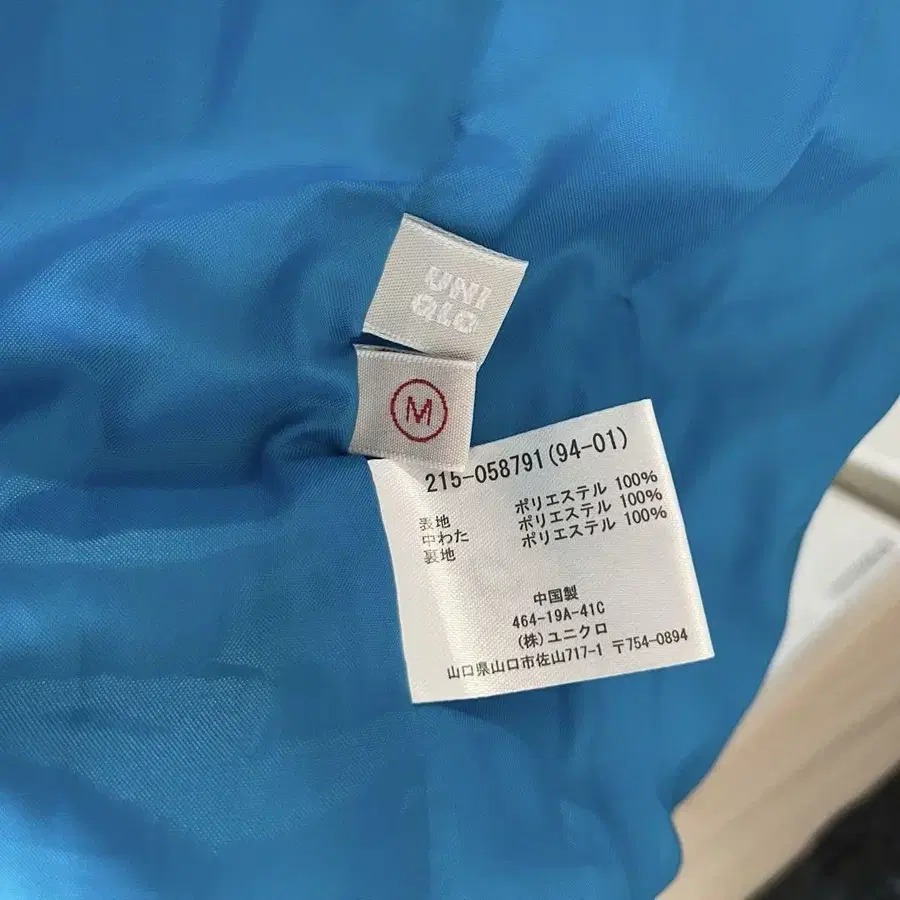 UNI
QLO
M
215-058791(94-01)
表地 ポリエステル 100%
中わた ポリエステル 100%
裏地 ポリエステル 100%
中国製
464-19A-41C
(株)ユニクロ
山口県山口市佐山717-1 〒754-0894